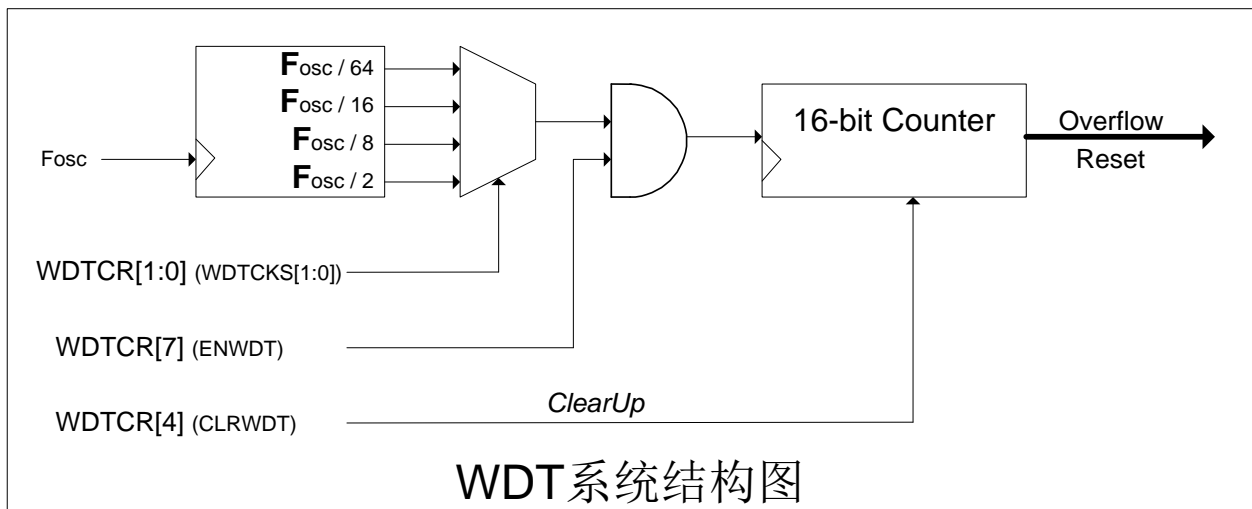 Fosc / 64
Fosc / 16
Fosc / 8
Fosc / 2
Fosc
16-bit Counter
Overflow
Reset
WDTCR[1:0] (WDTCKS[1:0])
WDTCR[7] (ENWDT)
WDTCR[4] (CLRWDT)
ClearUp
WDT系统结构图